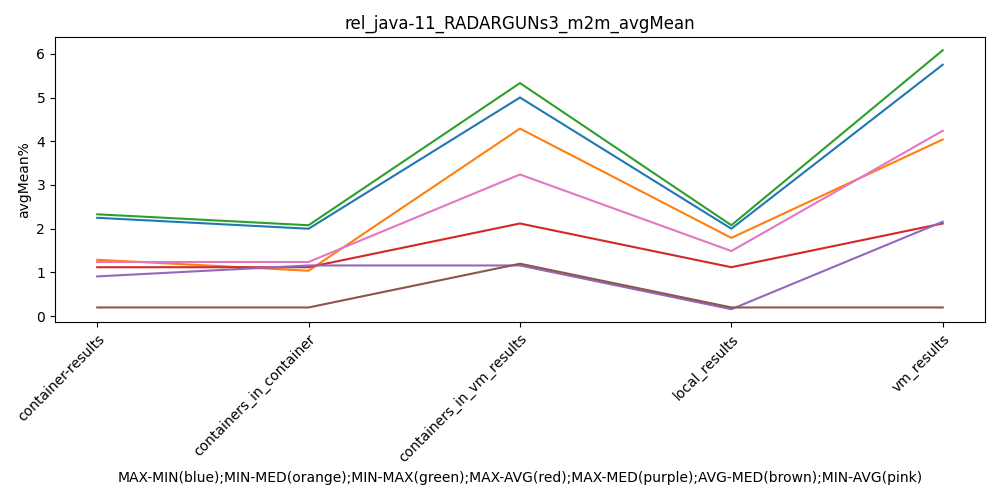 rel_java-11_RADARGUNs3_m2m_avgMean
6
5
4
3
2
1
0
avgMean%
container-results
containers_in_container
containers_in_vm_results
local_results
vm_results
MAX-MIN(blue);MIN-MED(orange);MIN-MAX(green);MAX-AVG(red);MAX-MED(purple);AVG-MED(brown);MIN-AVG(pink)